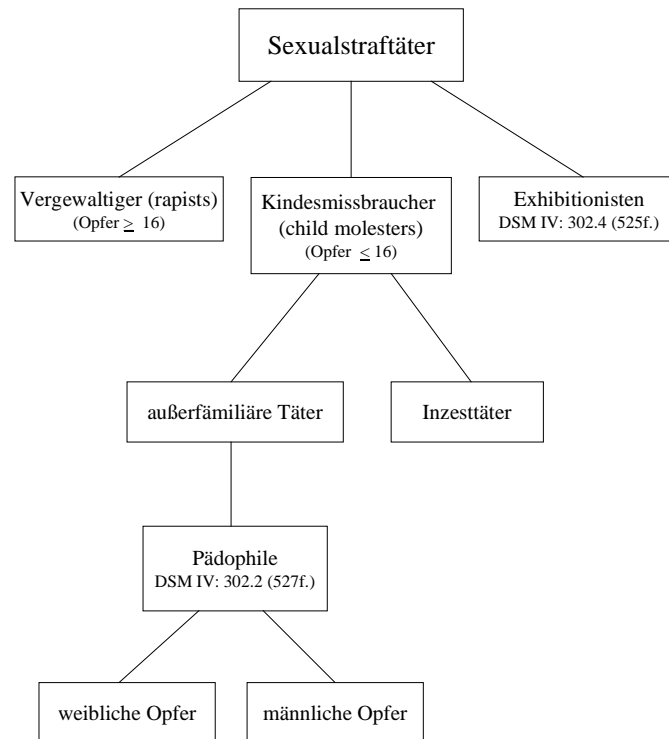 Sexualstraftäter
Vergewaltiger (rapists)
(Opfer ≥ 16)
Kindesmissbraucher
(child molesters)
(Opfer ≤ 16)
Exhibitionisten
DSM IV: 302.4 (525f.)
außerfämiliäre Täter
Inzesttäter
Pädophile
DSM IV: 302.2 (527f.)
weibliche Opfer
männliche Opfer